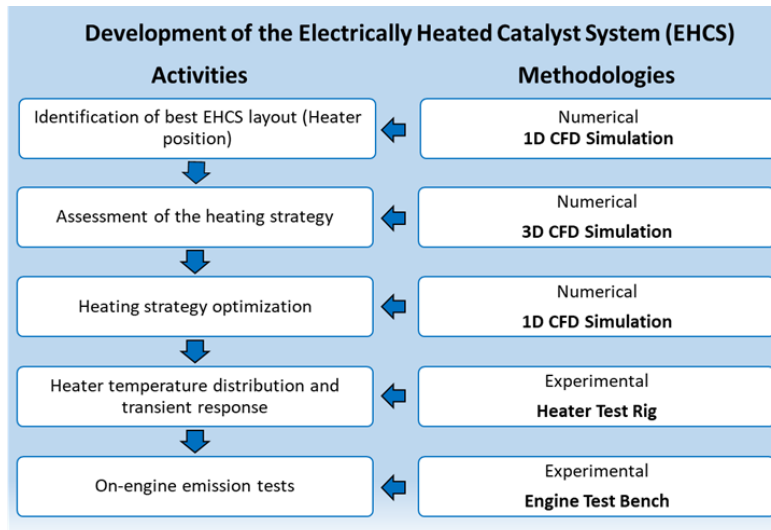 Development of the Electrically Heated Catalyst System (EHCS)
Activities
Methodologies
Identification of best EHCS layout (Heater
position)
Numerical
1D CFD Simulation
Assessment of the heating strategy
Numerical
3D CFD Simulation
Heating strategy optimization
Numerical
1D CFD Simulation
Heater temperature distribution and
transient response
Experimental
Heater Test Rig
On-engine emission tests
Experimental
Engine Test Bench